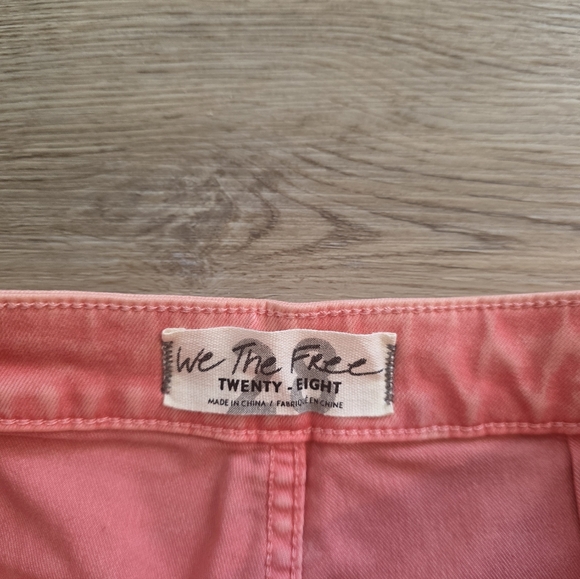 We The Free
TWENTY - EIGHT
MADE IN CHINA / FABRIQUÉ EN CHINE